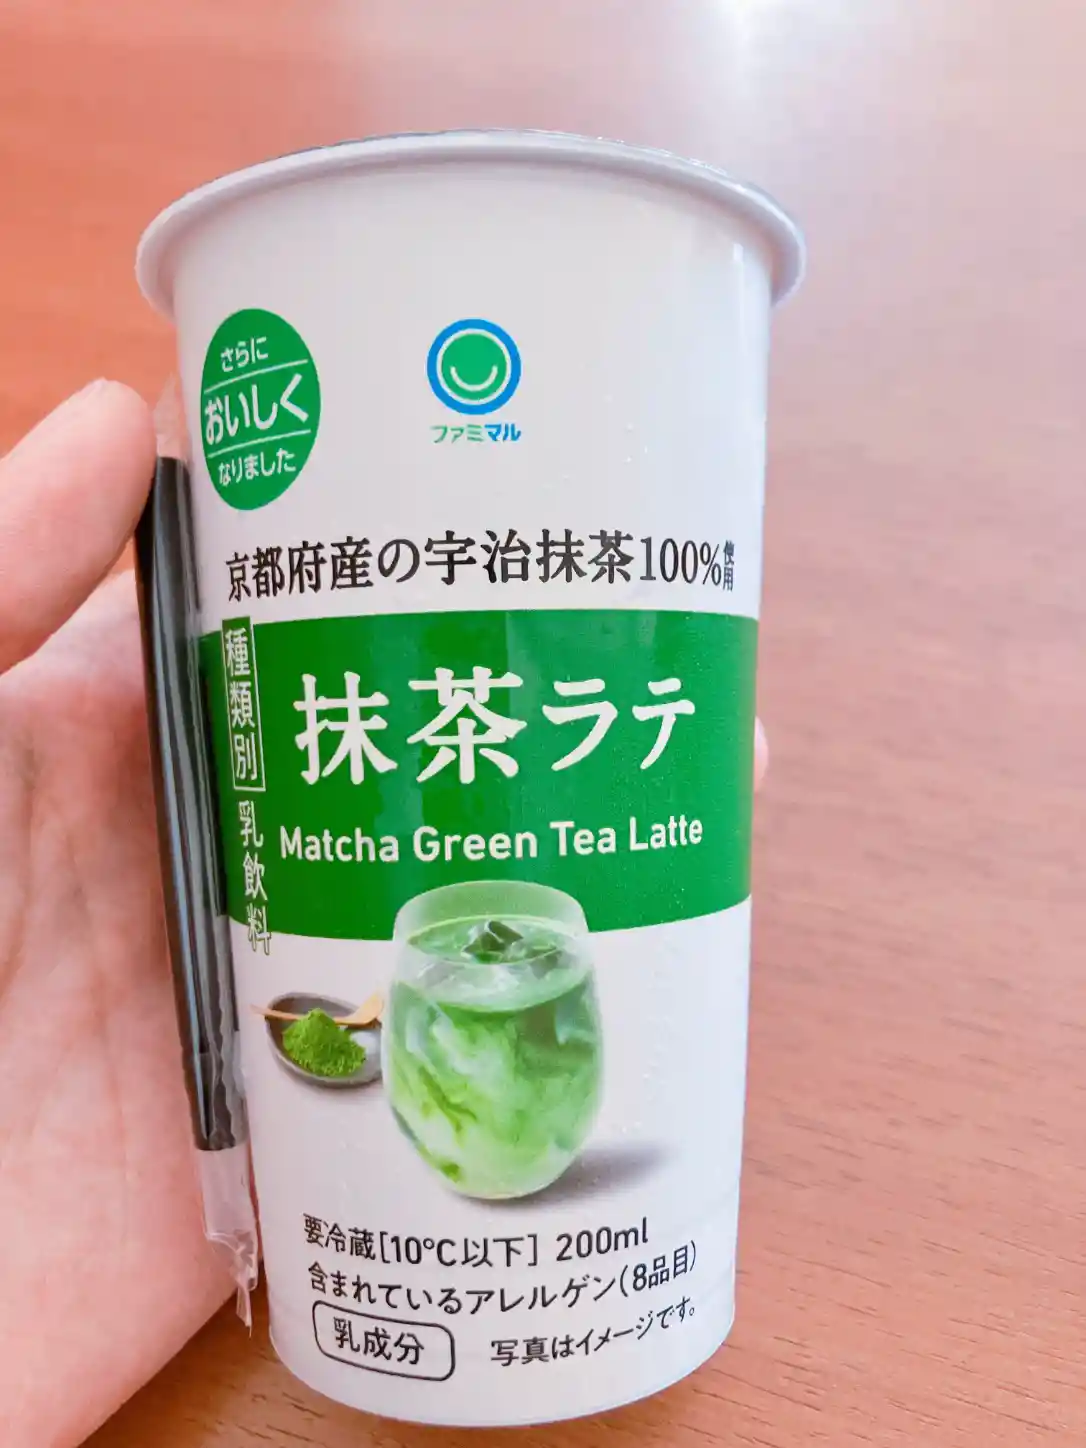 さらに
おいしく
なりました
ファミマル
京都府産の宇治抹茶100%使用
種類別 乳飲料
抹茶ラテ
Matcha Green Tea Latte
要冷蔵[10℃以下] 200ml
含まれているアレルゲン(8品目)
乳成分
写真はイメージです。